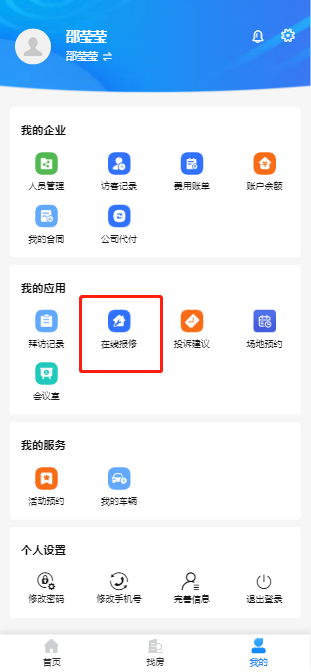 邵莹莹
邵莹莹
我的企业
人员管理 访客记录 费用账单 账户余额
我的合同 公司代付
我的应用
拜访记录 在线报修 投诉建议 场地预约
会议室
我的服务
活动预约 我的车辆
个人设置
修改密码 修改手机号 完善信息 退出登录
首页 找房 我的